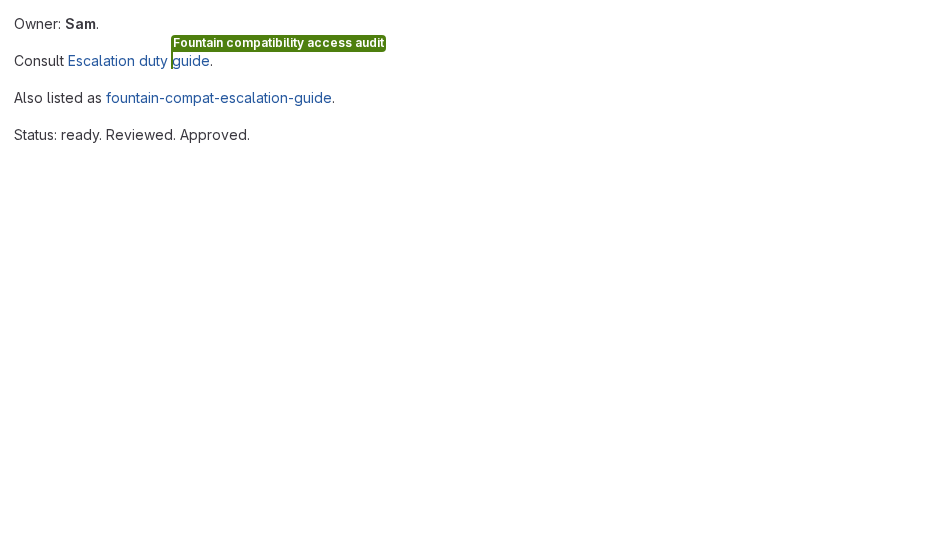 Owner: Sam.
Fountain compatibility access audit
Consult Escalation duty guide.
Also listed as fountain-compat-escalation-guide.
Status: ready. Reviewed. Approved.